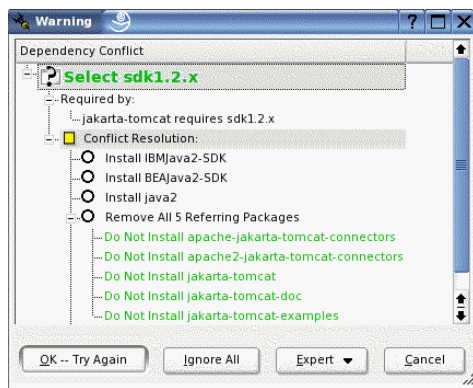 Warning
Dependency Conflict
Select sdk1.2.x
Required by:
jakarta-tomcat requires sdk1.2.x
Conflict Resolution:
Install IBMJava2-SDK
Install BEAJava2-SDK
Install java2
Remove All 5 Referring Packages
Do Not Install apache-jakarta-tomcat-connectors
Do Not Install apache2-jakarta-tomcat-connectors
Do Not Install jakarta-tomcat
Do Not Install jakarta-tomcat-doc
Do Not Install jakarta-tomcat-examples
OK -- Try Again Ignore All Expert Cancel